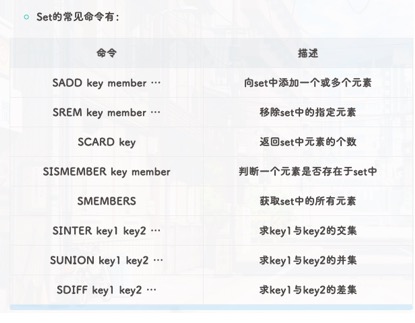 Set的常见命令有：
命令 描述
SADD key member … 向set中添加一个或多个元素
SREM key member … 移除set中的指定元素
SCARD key 返回set中元素的个数
SISMEMBER key member 判断一个元素是否存在于set中
SMEMBERS 获取set中的所有元素
SINTER key1 key2 … 求key1与key2的交集
SUNION key1 key2 … 求key1与key2的并集
SDIFF key1 key2 … 求key1与key2的差集